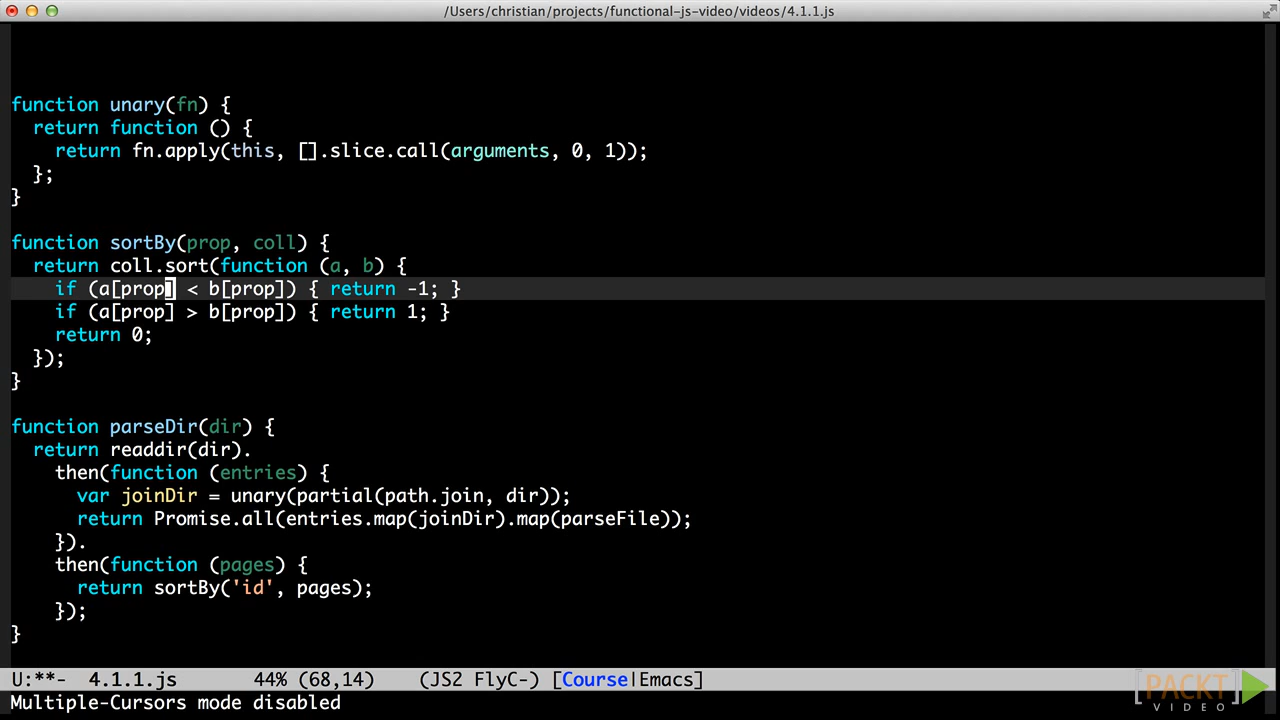 /Users/christian/projects/functional-js-video/videos/4.1.1.js
function unary(fn) {
  return function () {
    return fn.apply(this, [].slice.call(arguments, 0, 1));
  };
}
function sortBy(prop, coll) {
  return coll.sort(function (a, b) {
    if (a[prop] < b[prop]) { return -1; }
    if (a[prop] > b[prop]) { return 1; }
    return 0;
  });
}
function parseDir(dir) {
  return readdir(dir).
    then(function (entries) {
      var joinDir = unary(partial(path.join, dir));
      return Promise.all(entries.map(joinDir).map(parseFile));
    }).
    then(function (pages) {
      return sortBy('id', pages);
    });
}
U:**-  4.1.1.js       44% (68,14)    (JS2 FlyC-) [Course|Emacs]
Multiple-Cursors mode disabled
PACKT
VIDEO